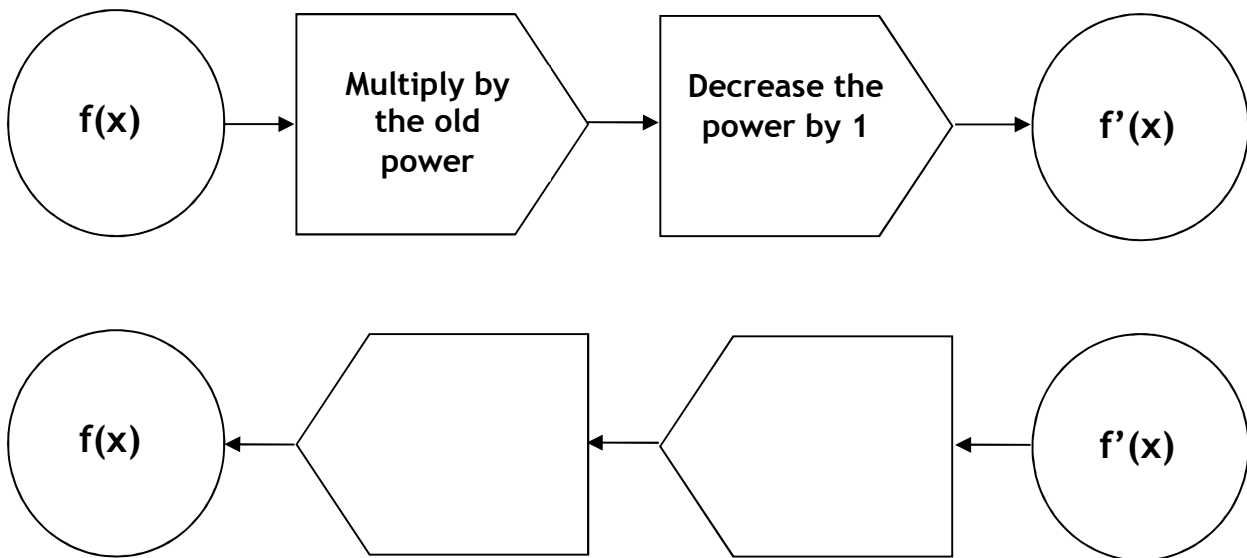 f(x)
Multiply by
the old
power
Decrease the
power by 1
f’(x)
f(x)
f’(x)